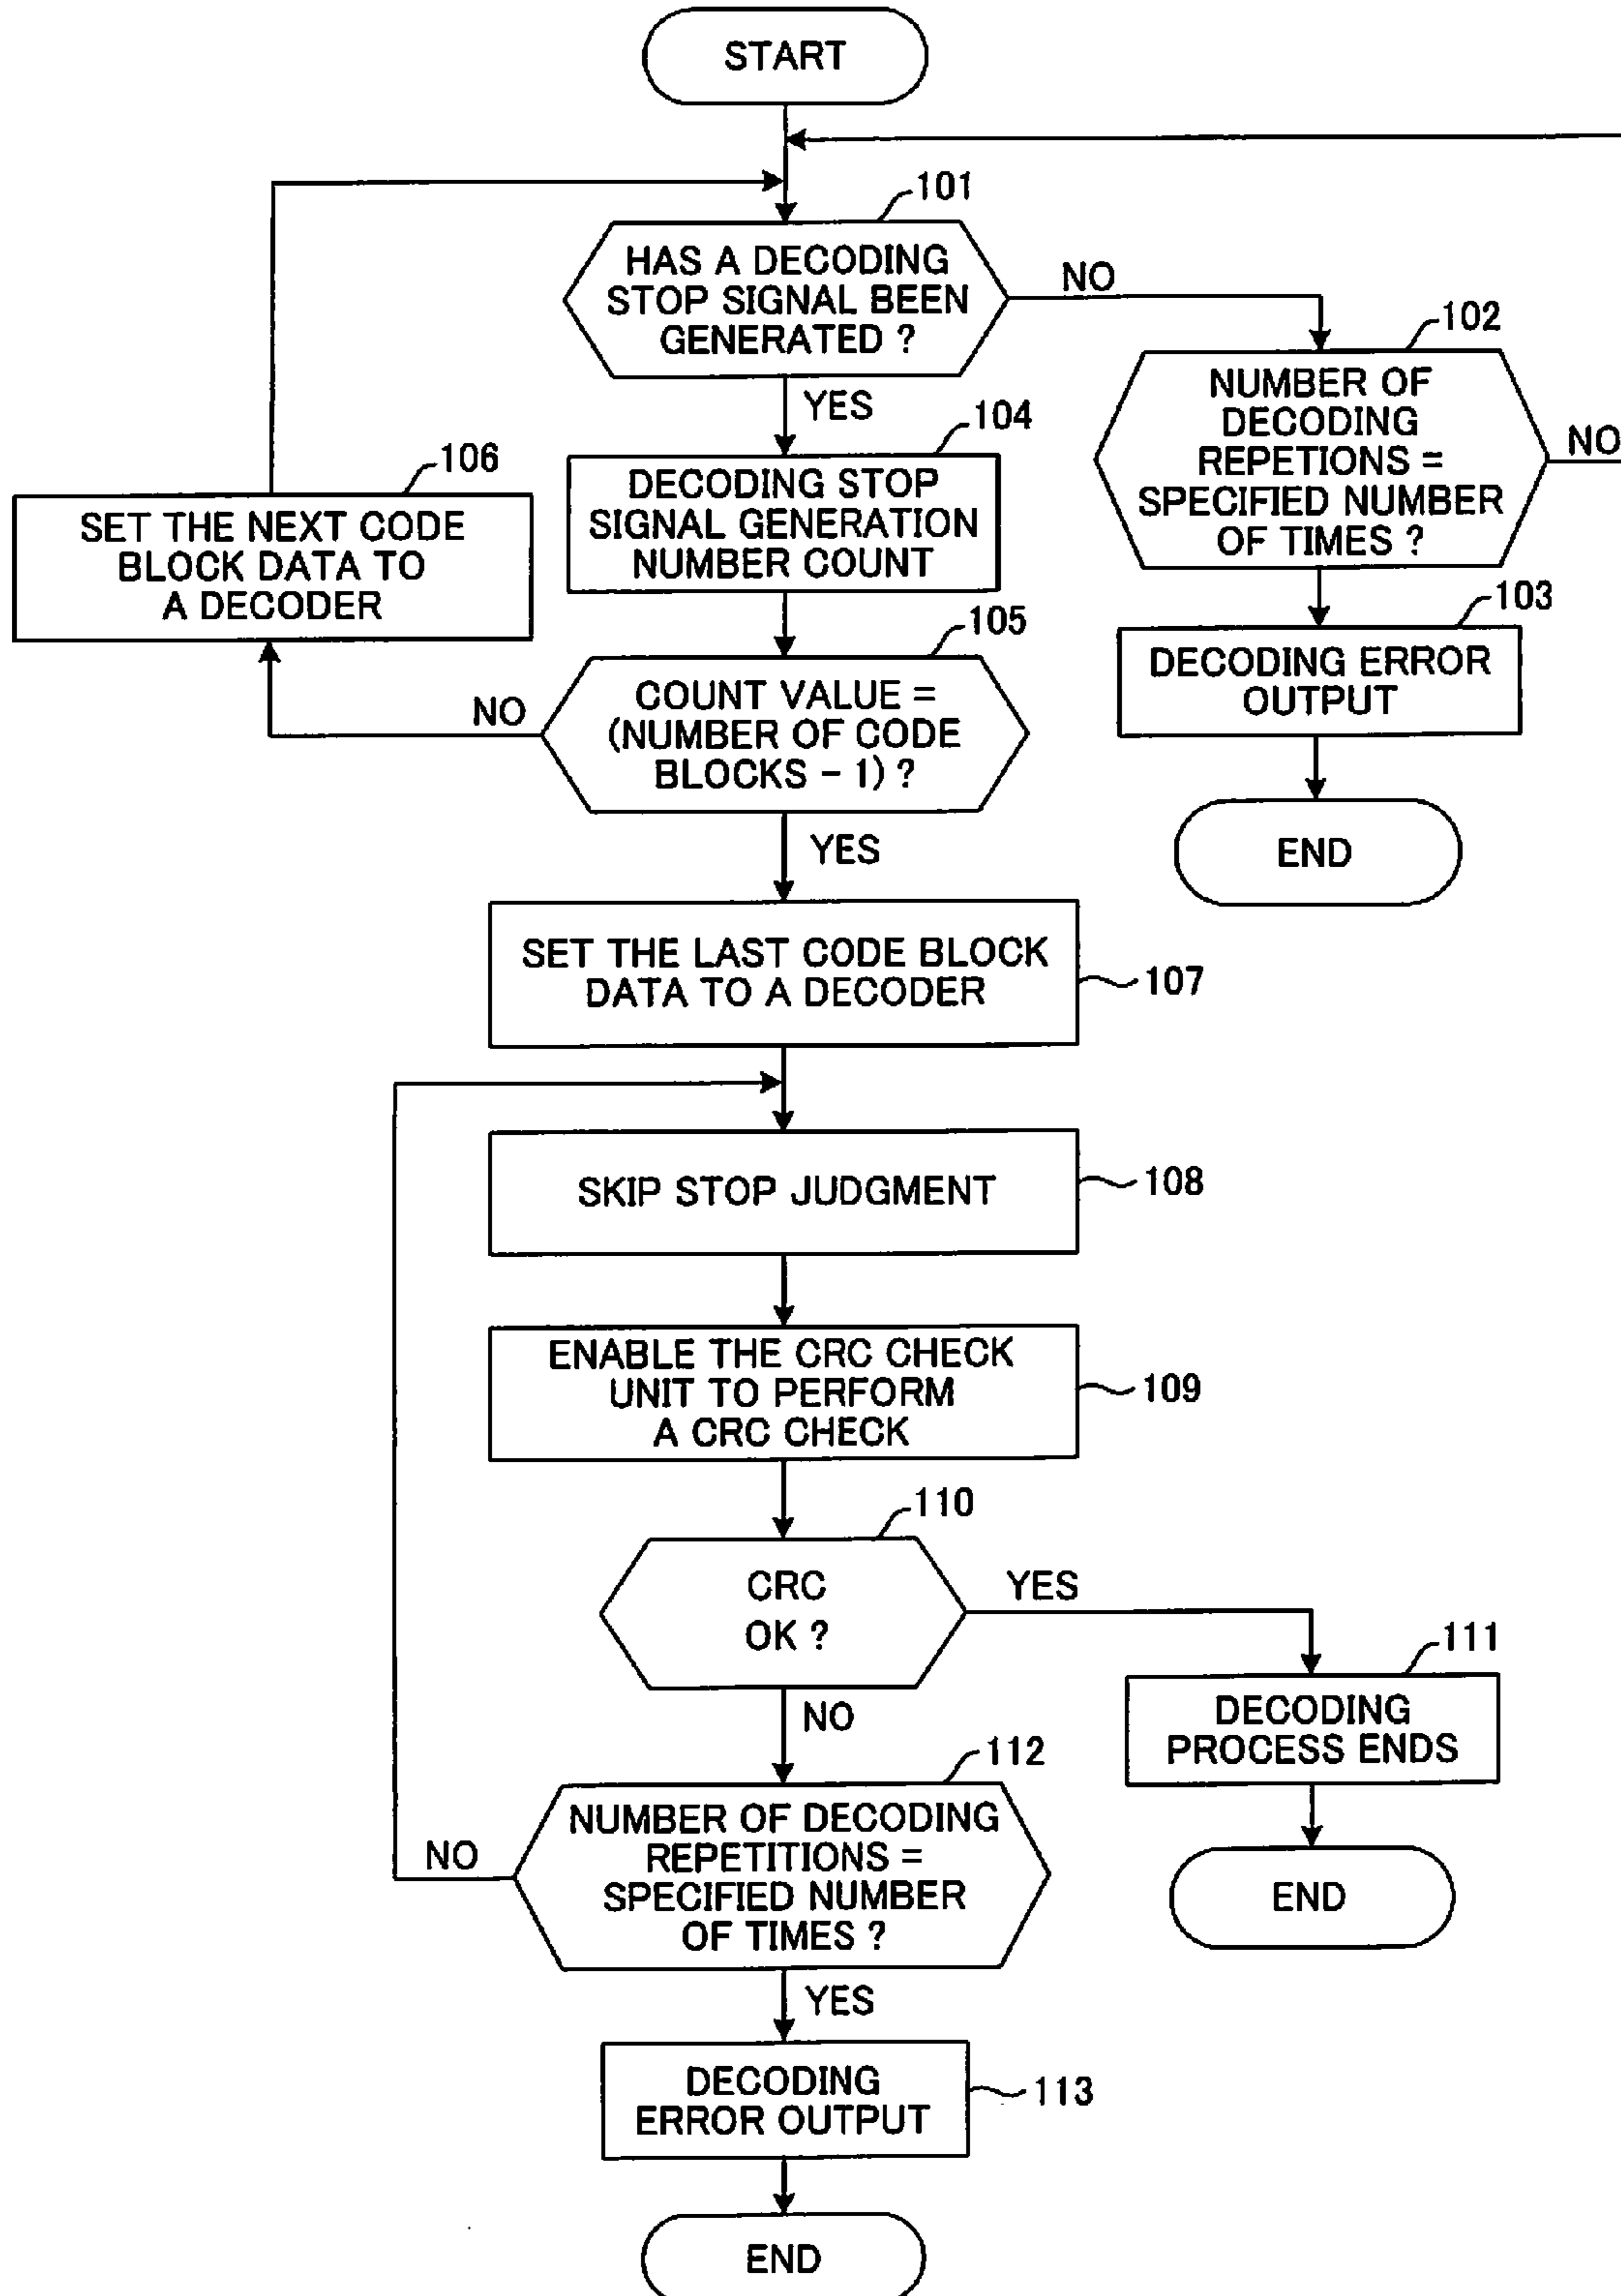 START
101
HAS A DECODING
STOP SIGNAL BEEN
GENERATED ?
NO
YES
102
NUMBER OF
DECODING
REPETIONS =
SPECIFIED NUMBER
OF TIMES ?
NO
103
DECODING ERROR
OUTPUT
END
104
DECODING STOP
SIGNAL GENERATION
NUMBER COUNT
105
COUNT VALUE =
(NUMBER OF CODE
BLOCKS - 1) ?
NO
106
SET THE NEXT CODE
BLOCK DATA TO
A DECODER
YES
SET THE LAST CODE BLOCK
DATA TO A DECODER
107
SKIP STOP JUDGMENT
108
ENABLE THE CRC CHECK
UNIT TO PERFORM
A CRC CHECK
109
110
CRC
OK ?
YES
111
DECODING
PROCESS ENDS
END
NO
112
NUMBER OF DECODING
REPETITIONS =
SPECIFIED NUMBER
OF TIMES ?
NO
YES
DECODING
ERROR OUTPUT
113
END